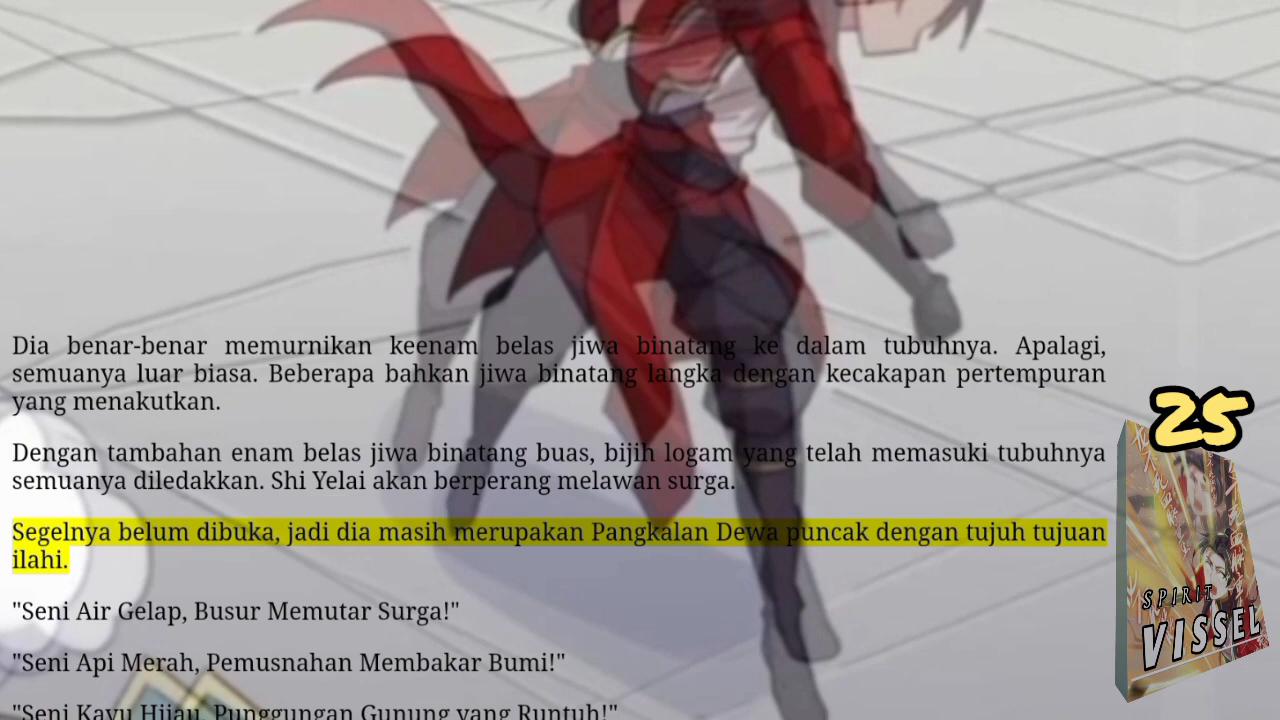 Dia benar-benar memurnikan keenam belas jiwa binatang ke dalam tubuhnya. Apalagi,
semuanya luar biasa. Beberapa bahkan jiwa binatang langka dengan kecakapan pertempuran
yang menakutkan.
Dengan tambahan enam belas jiwa binatang buas, bijih logam yang telah memasuki tubuhnya
semuanya diledakkan. Shi Yelai akan berperang melawan surga.
Segelnya belum dibuka, jadi dia masih merupakan Pangkalan Dewa puncak dengan tujuh tujuan
ilahi.
"Seni Air Gelap, Busur Memutar Surga!"
"Seni Api Merah, Pemusnahan Membakar Bumi!"
"Seni Kayu Hijau, Punggungan Gunung yang Runtuh!"
25
SPIRIT
VISSEL